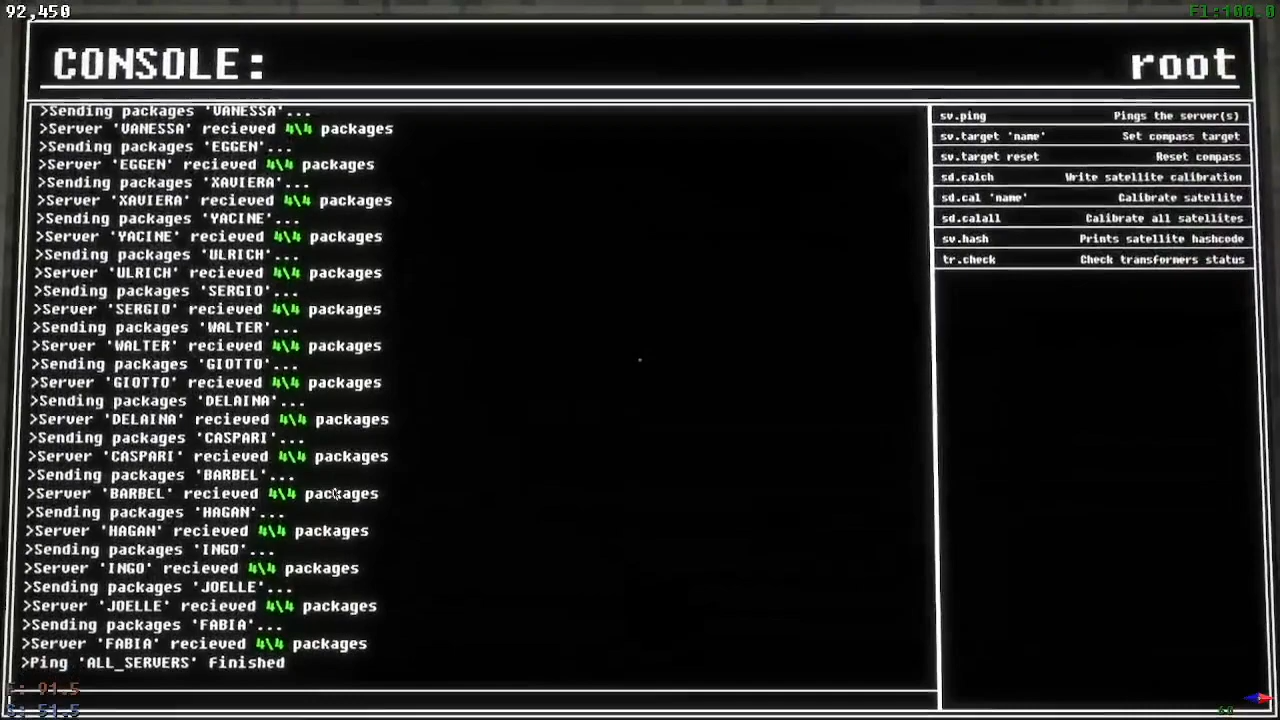 92,450
F1:100.0
CONSOLE:
root
>Sending packages 'VANESSA'...
>Server 'VANESSA' recieved 4\4 packages
>Sending packages 'EGGEN'...
>Server 'EGGEN' recieved 4\4 packages
>Sending packages 'XAVIERA'...
>Server 'XAVIERA' recieved 4\4 packages
>Sending packages 'YACINE'...
>Server 'YACINE' recieved 4\4 packages
>Sending packages 'ULRICH'...
>Server 'ULRICH' recieved 4\4 packages
>Sending packages 'SERGIO'...
>Server 'SERGIO' recieved 4\4 packages
>Sending packages 'WALTER'...
>Server 'WALTER' recieved 4\4 packages
>Sending packages 'GIOTTO'...
>Server 'GIOTTO' recieved 4\4 packages
>Sending packages 'DELAINA'...
>Server 'DELAINA' recieved 4\4 packages
>Sending packages 'CASPARI'...
>Server 'CASPARI' recieved 4\4 packages
>Sending packages 'BARBEL'...
>Server 'BARBEL' recieved 4\4 packages
>Sending packages 'HAGAN'...
>Server 'HAGAN' recieved 4\4 packages
>Sending packages 'INGO'...
>Server 'INGO' recieved 4\4 packages
>Sending packages 'JOELLE'...
>Server 'JOELLE' recieved 4\4 packages
>Sending packages 'FABIA'...
>Server 'FABIA' recieved 4\4 packages
>Ping 'ALL_SERVERS' finished
sv.ping Pings the server(s)
sv.target 'name' Set compass target
sv.target reset Reset compass
sd.calch Write satellite calibration
sd.cal 'name' Calibrate satellite
sd.calall Calibrate all satellites
sv.hash Prints satellite hashcode
tr.check Check transformers status
91.5
51.5